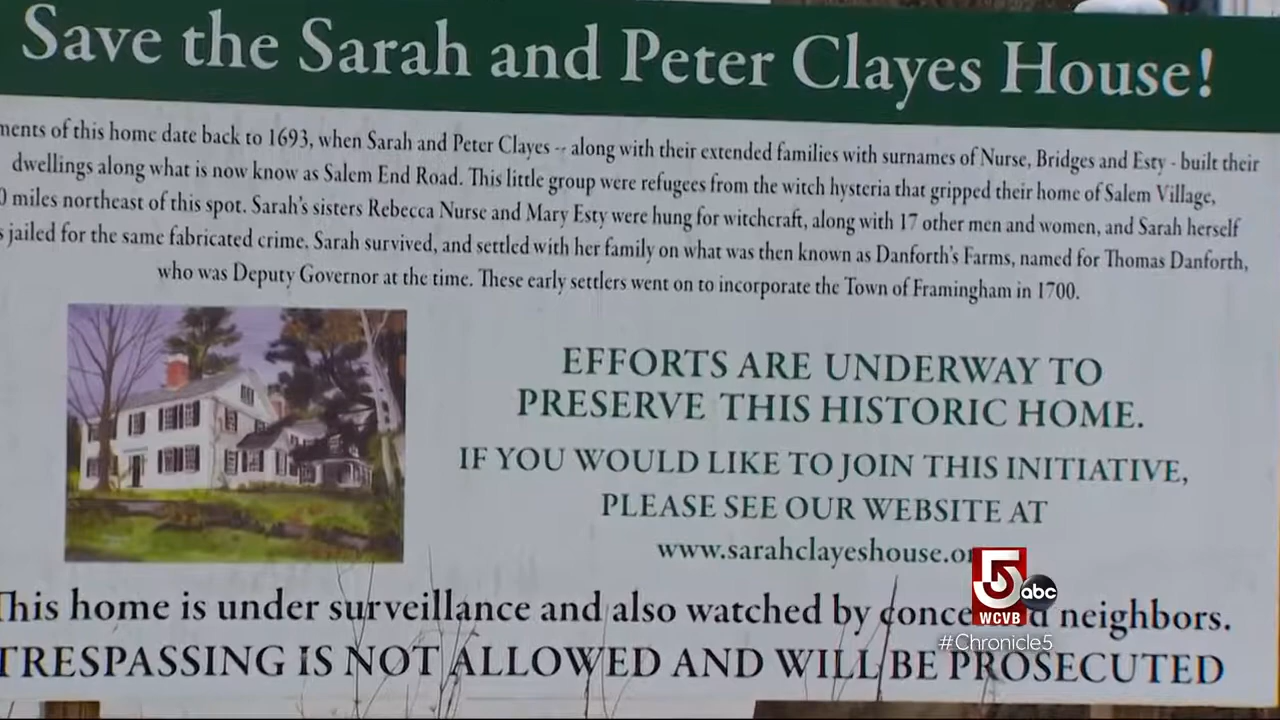 Save the Sarah and Peter Clayes House!
of this home date back to 1693, when Sarah and Peter Clayes -- along with their extended families with surnames of Nurse, Bridges and Esty - built their
dwellings along what is now know as Salem End Road. This little group were refugees from the witch hysteria that gripped their home of Salem Village,
miles northeast of this spot. Sarah's sisters Rebecca Nurse and Mary Esty were hung for witchcraft, along with 17 other men and women, and Sarah herself
jailed for the same fabricated crime. Sarah survived, and settled with her family on what was then known as Danforth's Farms, named for Thomas Danforth,
who was Deputy Governor at the time. These early settlers went on to incorporate the Town of Framingham in 1700.
EFFORTS ARE UNDERWAY TO
PRESERVE THIS HISTORIC HOME.
IF YOU WOULD LIKE TO JOIN THIS INITIATIVE,
PLEASE SEE OUR WEBSITE AT
www.sarahclayeshouse.o
This home is under surveillance and also watched by neighbors.
TRESPASSING IS NOT ALLOWED AND WILL BE PROSECUTED
5 abc
WCVB
#Chronicle5